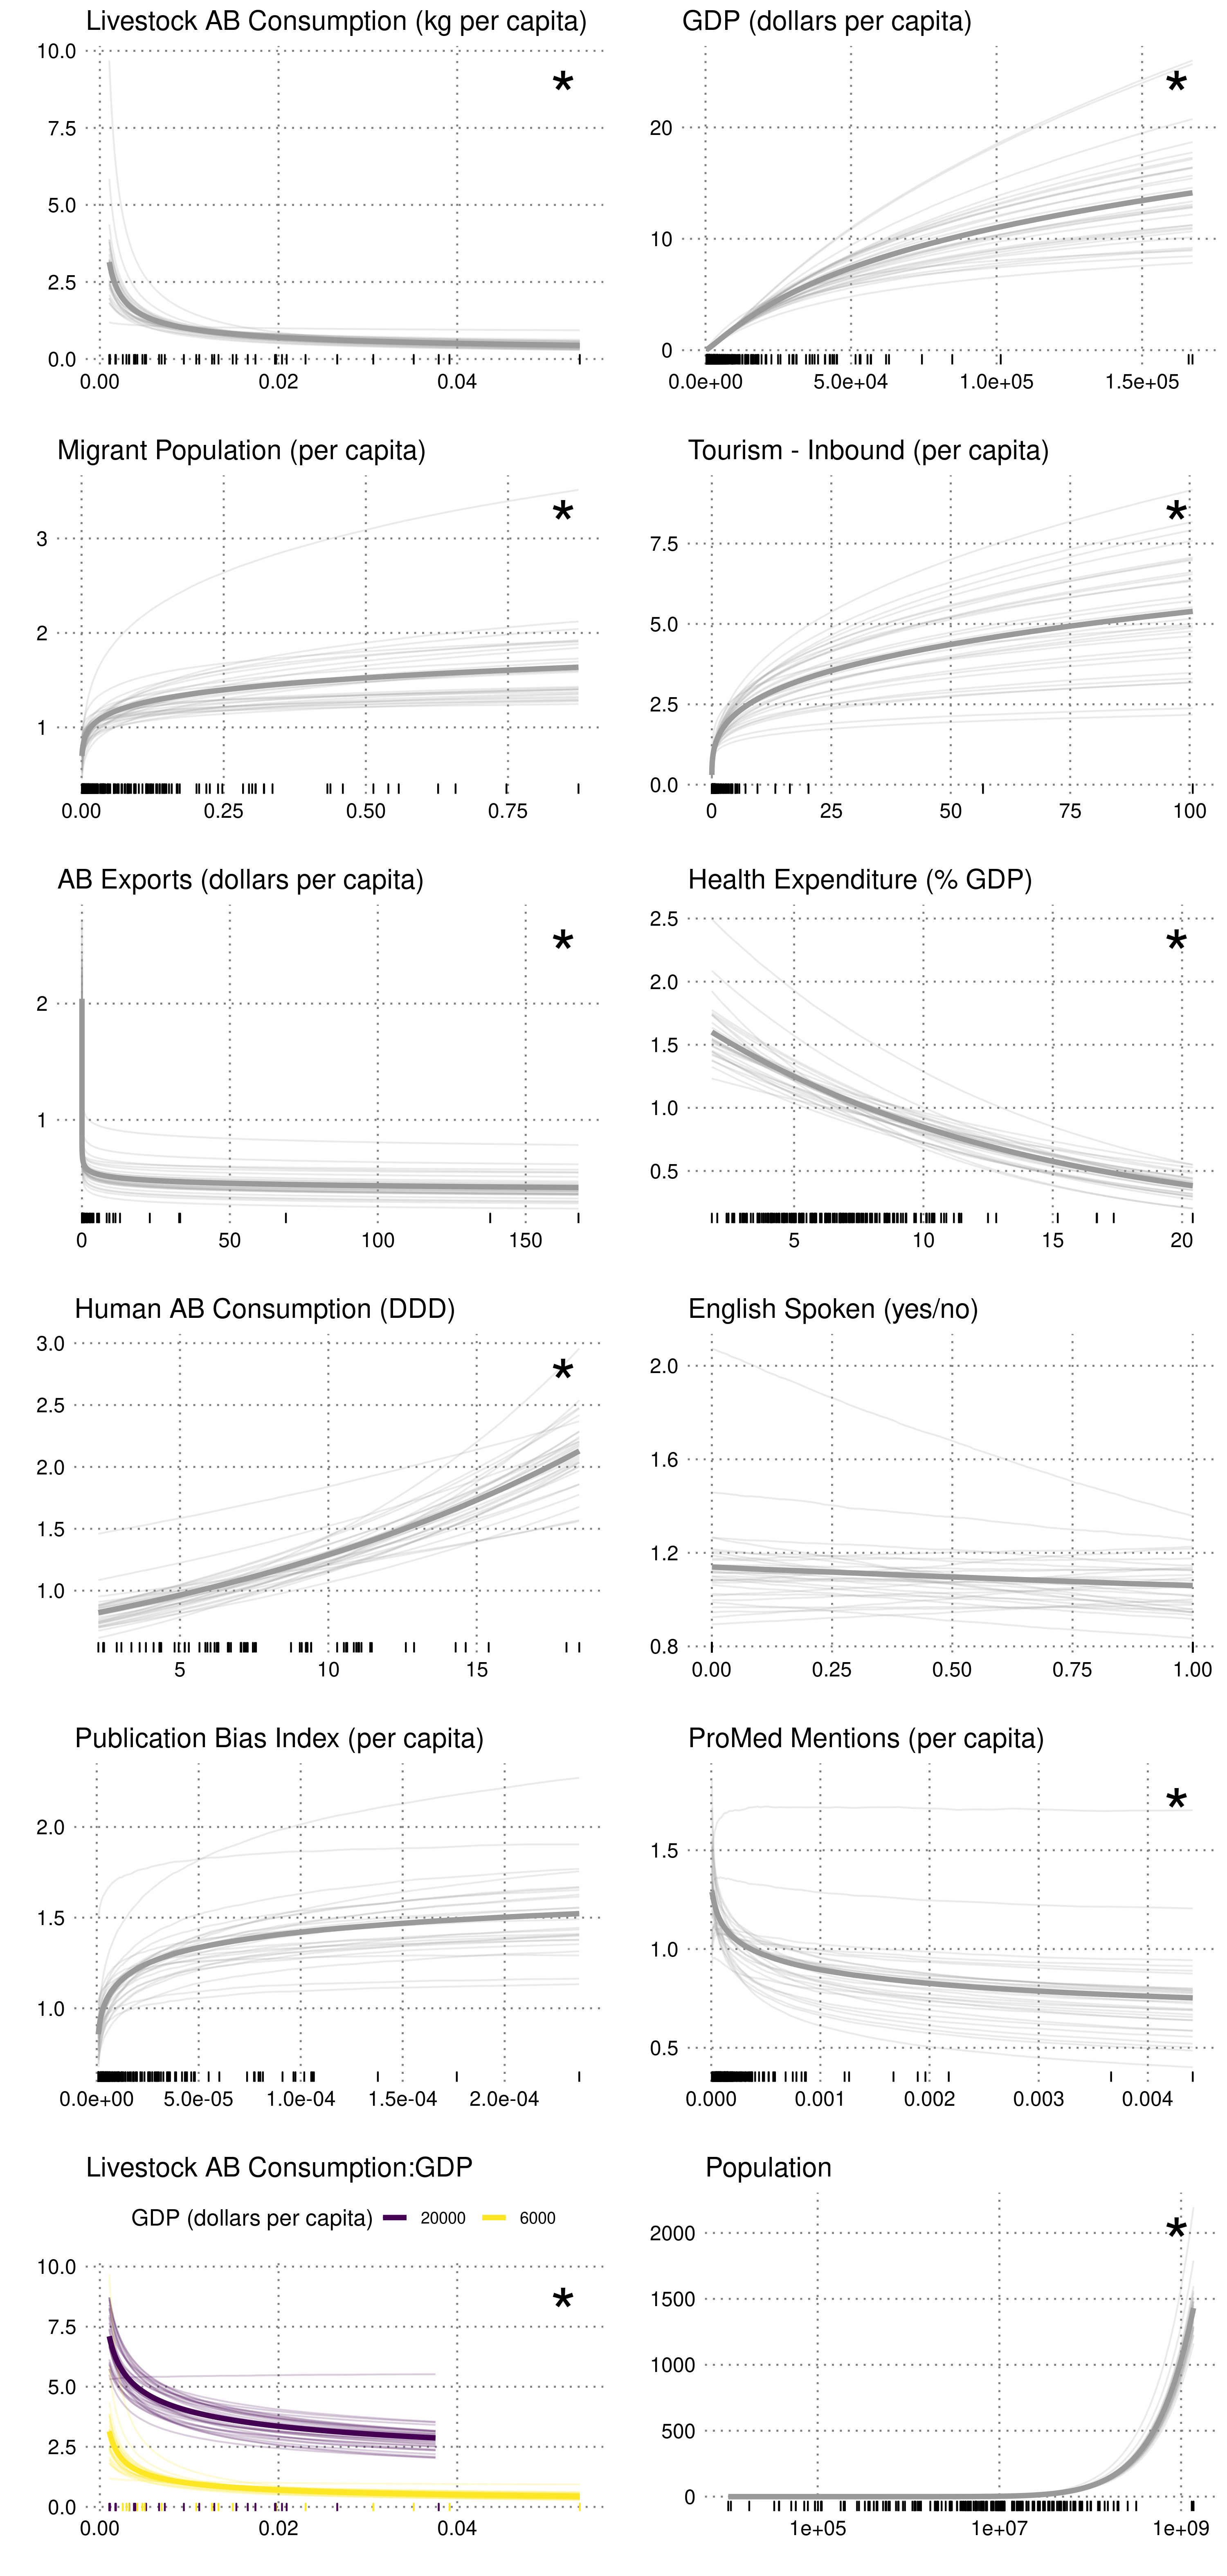 Livestock AB Consumption (kg per capita)
10.0
7.5
5.0
2.5
0.0
0.00 0.02 0.04
*
GDP (dollars per capita)
20
10
0
0.0e+00 5.0e+04 1.0e+05 1.5e+05
*
Migrant Population (per capita)
3
2
1
0.00 0.25 0.50 0.75
*
Tourism - Inbound (per capita)
7.5
5.0
2.5
0.0
0 25 50 75 100
*
AB Exports (dollars per capita)
2
1
0 50 100 150
*
Health Expenditure (% GDP)
2.5
2.0
1.5
1.0
0.5
5 10 15 20
*
Human AB Consumption (DDD)
3.0
2.5
2.0
1.5
1.0
5 10 15
*
English Spoken (yes/no)
2.0
1.6
1.2
0.8
0.00 0.25 0.50 0.75 1.00
Publication Bias Index (per capita)
2.0
1.5
1.0
0.0e+00 5.0e-05 1.0e-04 1.5e-04 2.0e-04
ProMed Mentions (per capita)
1.5
1.0
0.5
0.000 0.001 0.002 0.003 0.004
*
Livestock AB Consumption:GDP
GDP (dollars per capita) 20000 6000
10.0
7.5
5.0
2.5
0.0
0.00 0.02 0.04
*
Population
2000
1500
1000
500
0
1e+05 1e+07 1e+09
*